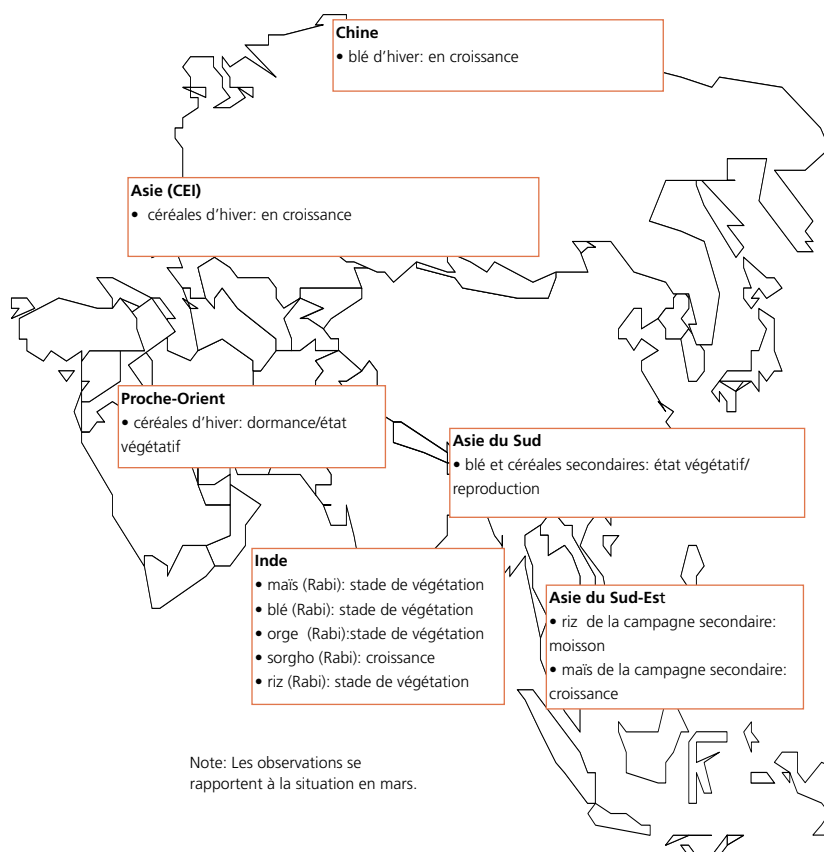 Chine
• blé d'hiver: en croissance
Asie (CEI)
• céréales d'hiver: en croissance
Proche-Orient
• céréales d'hiver: dormance/état
végétatif
Asie du Sud
• blé et céréales secondaires: état végétatif/
reproduction
Inde
• maïs (Rabi): stade de végétation
• blé (Rabi): stade de végétation
• orge (Rabi):stade de végétation
• sorgho (Rabi): croissance
• riz (Rabi): stade de végétation
Asie du Sud-Est
• riz de la campagne secondaire:
moisson
• maïs de la campagne secondaire:
croissance
Note: Les observations se
rapportent à la situation en mars.